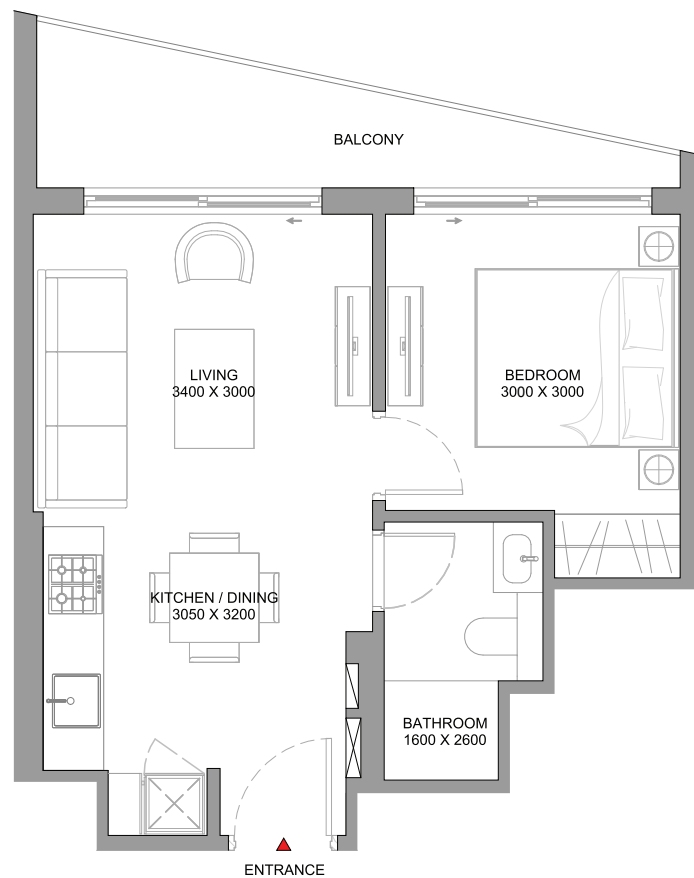 BALCONY
LIVING
3400 X 3000
BEDROOM
3000 X 3000
KITCHEN / DINING
3050 X 3200
BATHROOM
1600 X 2600
ENTRANCE